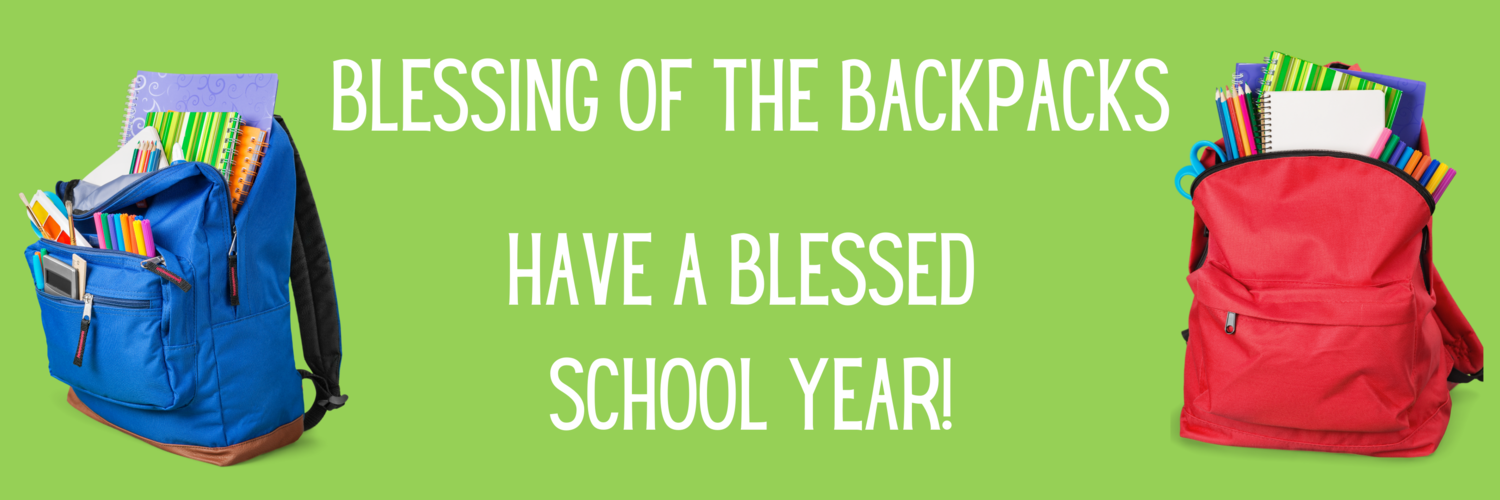 BLESSING OF THE BACKPACKS
HAVE A BLESSED
SCHOOL YEAR!